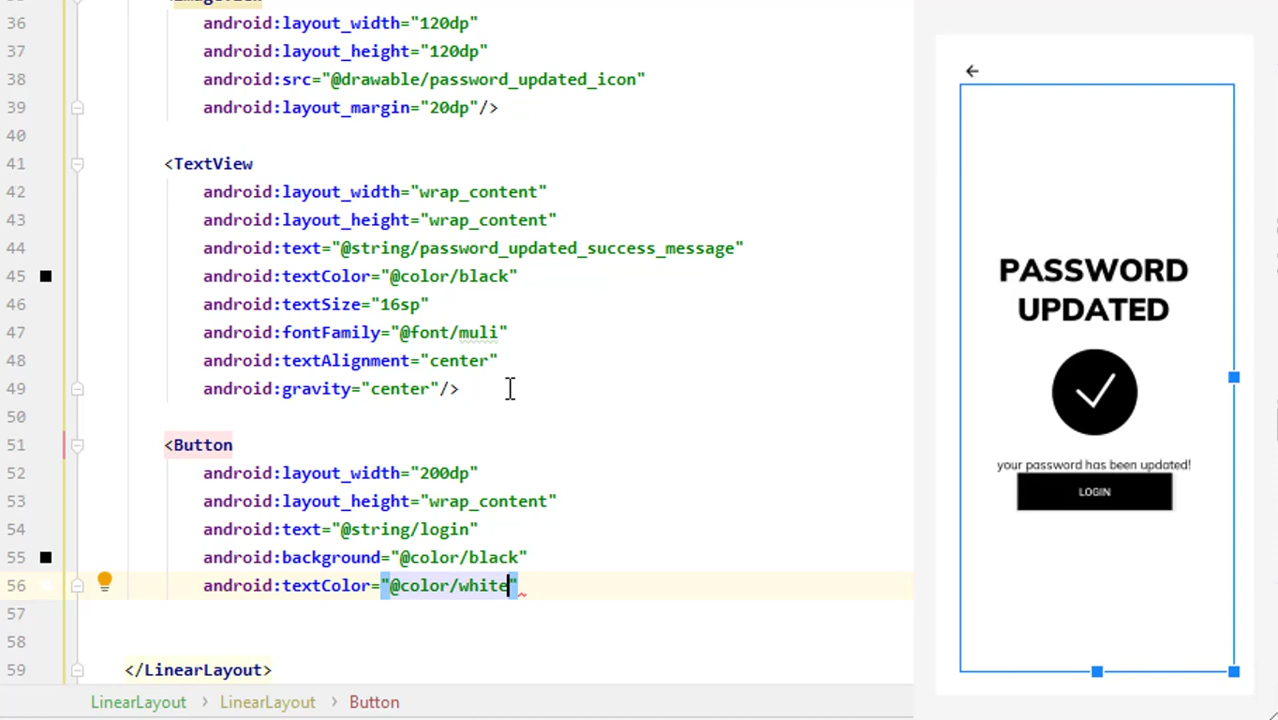 36 android:layout_width="120dp"
37 android:layout_height="120dp"
38 android:src="@drawable/password_updated_icon"
39 android:layout_margin="20dp"/>
40
41 <TextView
42 android:layout_width="wrap_content"
43 android:layout_height="wrap_content"
44 android:text="@string/password_updated_success_message"
45 android:textColor="@color/black"
46 android:textSize="16sp"
47 android:fontFamily="@font/muli"
48 android:textAlignment="center"
49 android:gravity="center"/>
50
51 <Button
52 android:layout_width="200dp"
53 android:layout_height="wrap_content"
54 android:text="@string/login"
55 android:background="@color/black"
56 android:textColor="@color/white"
57
58
59 </LinearLayout>
LinearLayout > LinearLayout > Button
PASSWORD
UPDATED
your password has been updated!
LOGIN